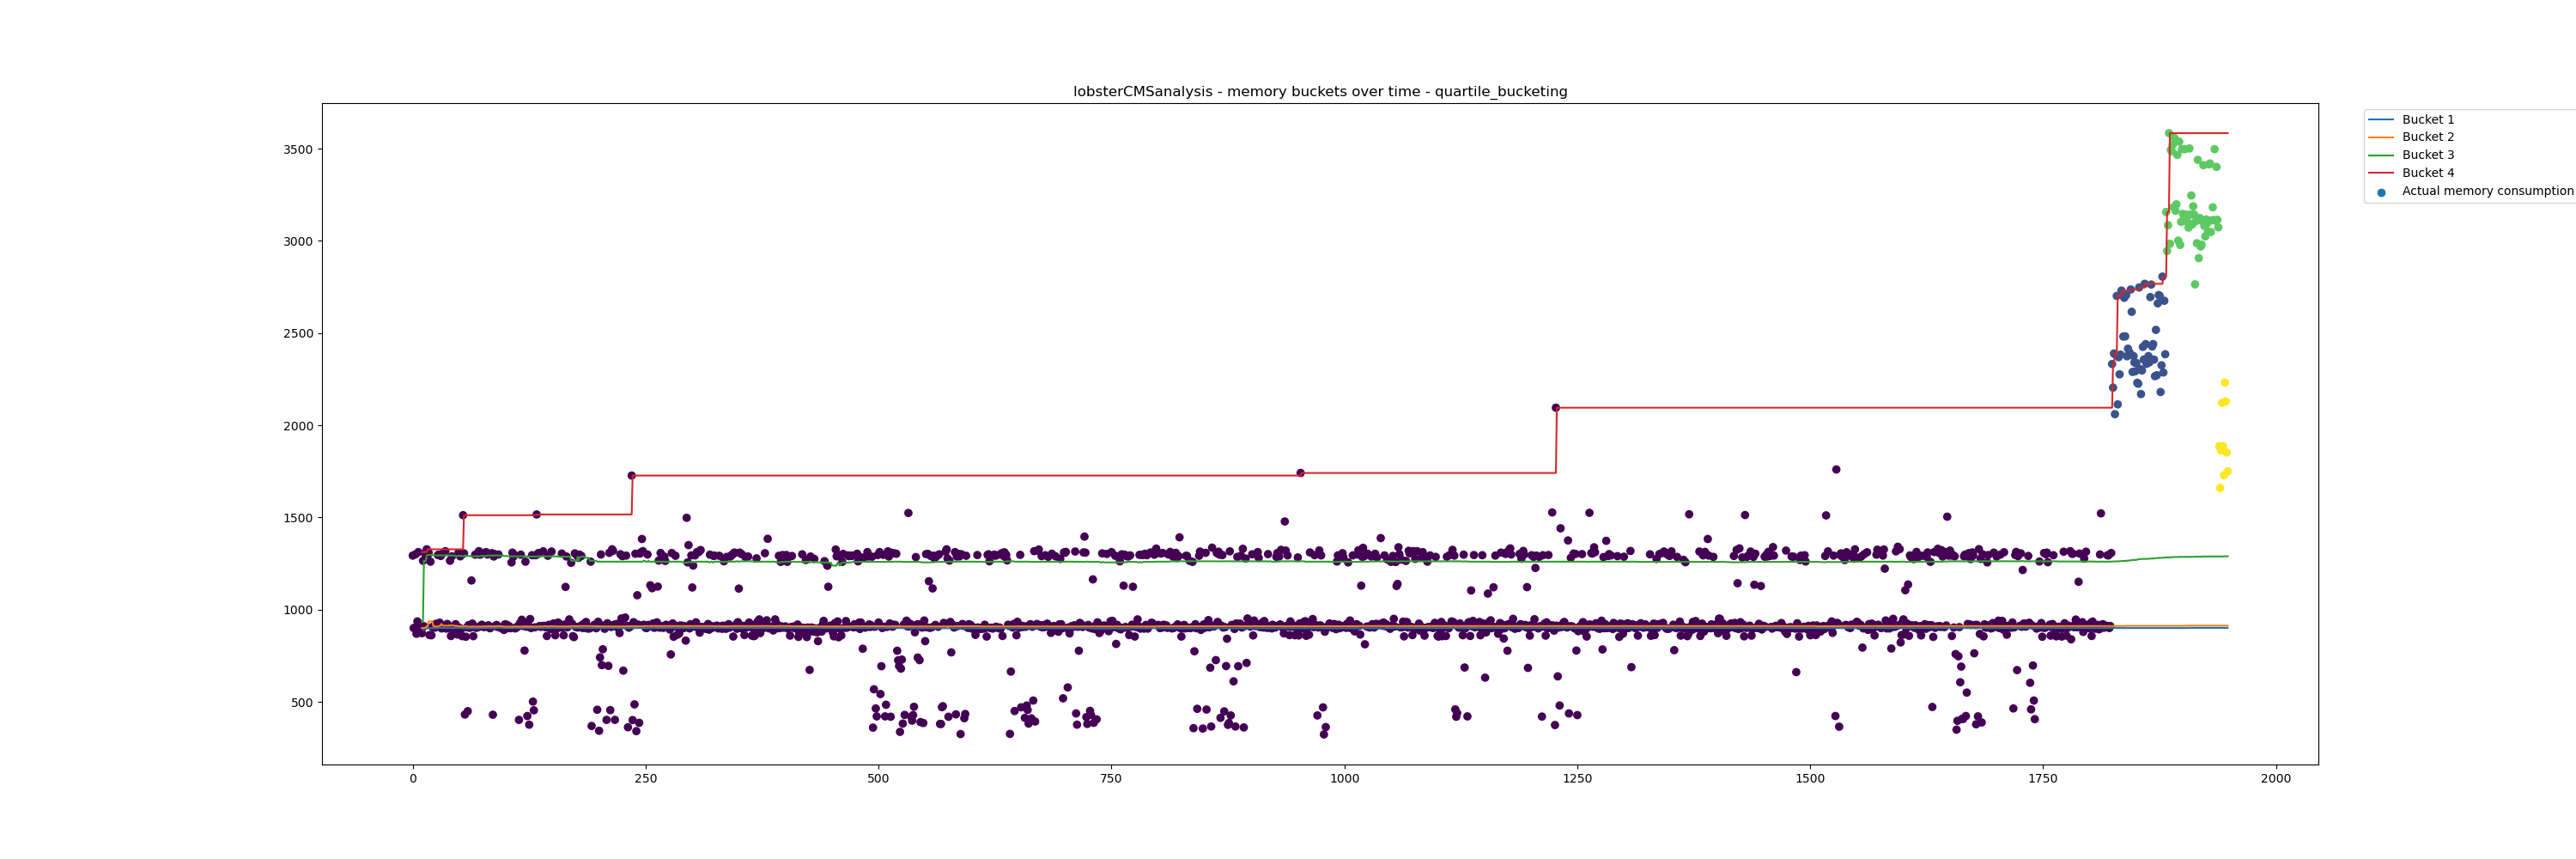 lobsterCMSanalysis - memory buckets over time - quartile_bucketing
3500
3000
2500
2000
1500
1000
500
0
250
500
750
1000
1250
1500
1750
2000
Bucket 1
Bucket 2
Bucket 3
Bucket 4
Actual memory consumption